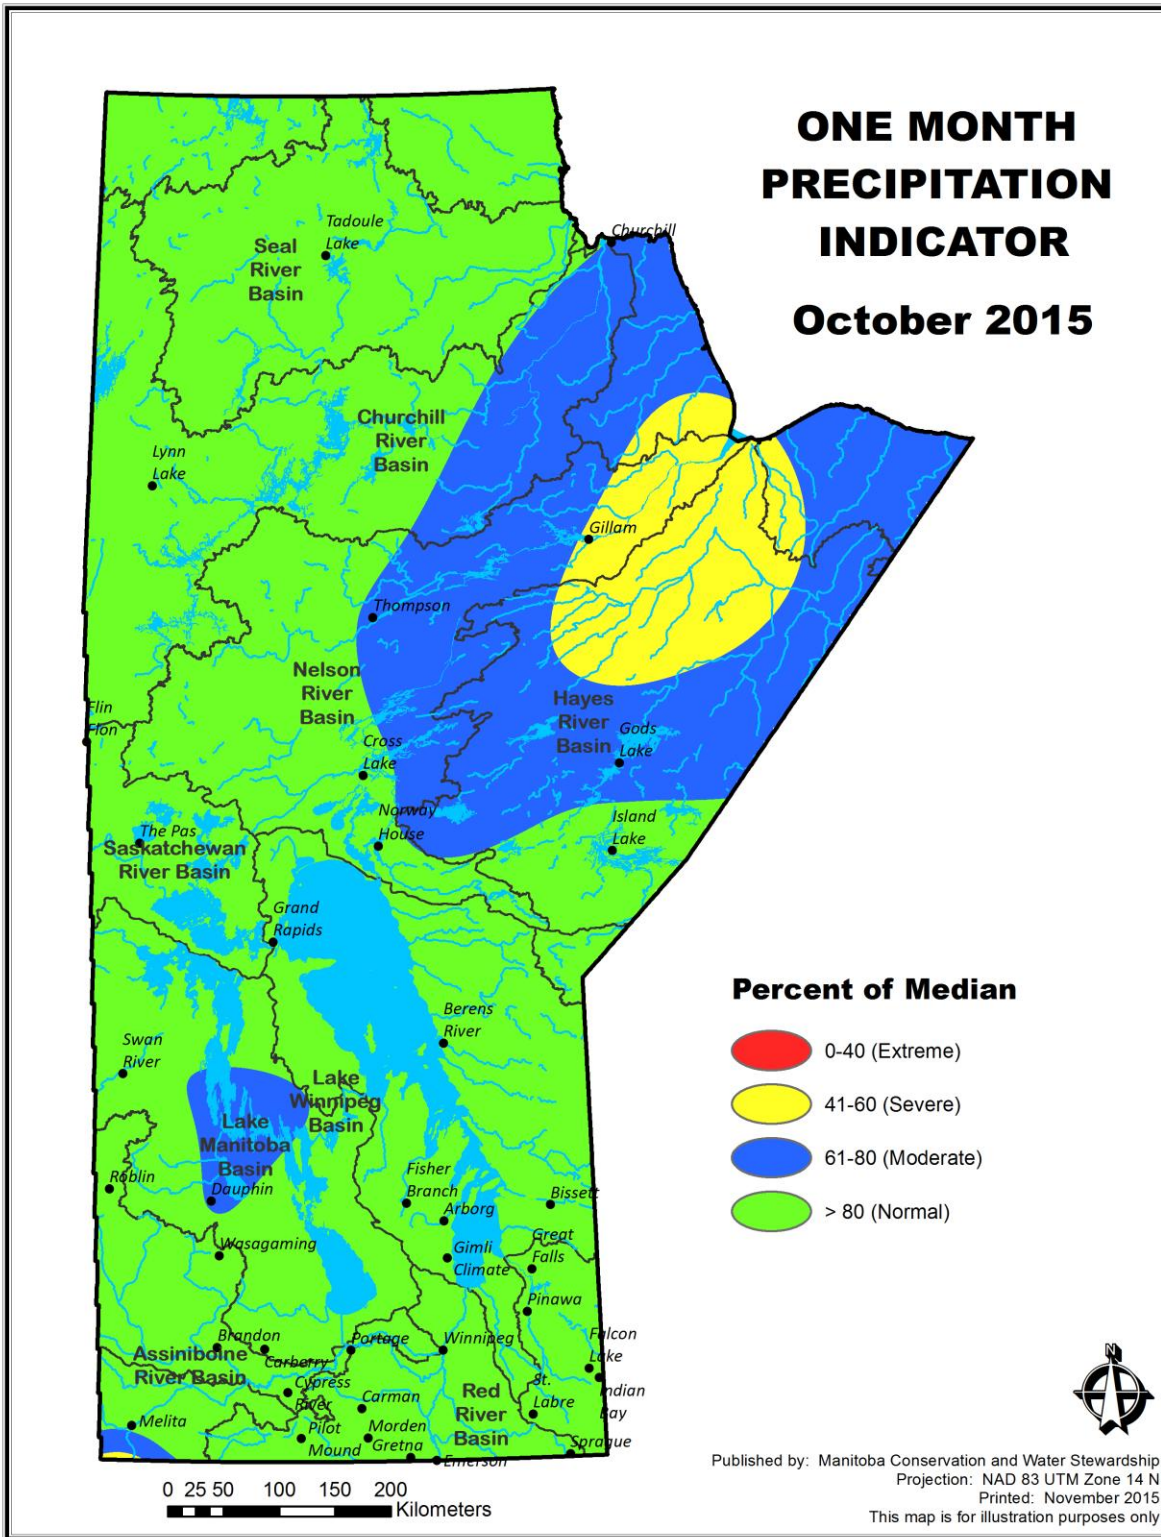 ONE MONTH
PRECIPITATION
INDICATOR
October 2015
Churchill
Tadoule
Lake
Seal
River
Basin
Churchill
River
Basin
Lynn
Lake
Gillam
Thompson
Nelson
River
Basin
Hayes
River
Basin
Gods
Lake
Flin
Flon
Cross
Lake
Norway
House
Island
Lake
The Pas
Saskatchewan
River Basin
Grand
Rapids
Berens
River
Swan
River
Lake
Winnipeg
Basin
Lake
Manitoba
Basin
Roblin
Dauphin
Fisher
Branch
Arborg
Bissett
Wasagaming
Gimli
Climate
Great
Falls
Pinawa
Brandon
Carberry
Portage
Winnipeg
Falcon
Lake
Assiniboine
River Basin
Cypress
River
Carman
Red
River
Basin
St.
Labre
Indian
Bay
Melita
Pilot
Mound
Morden
Gretna
Emerson
Sprague
Percent of Median
0-40 (Extreme)
41-60 (Severe)
61-80 (Moderate)
> 80 (Normal)
N
0 25 50 100 150 200
Kilometers
Published by: Manitoba Conservation and Water Stewardship
Projection: NAD 83 UTM Zone 14 N
Printed: November 2015
This map is for illustration purposes only